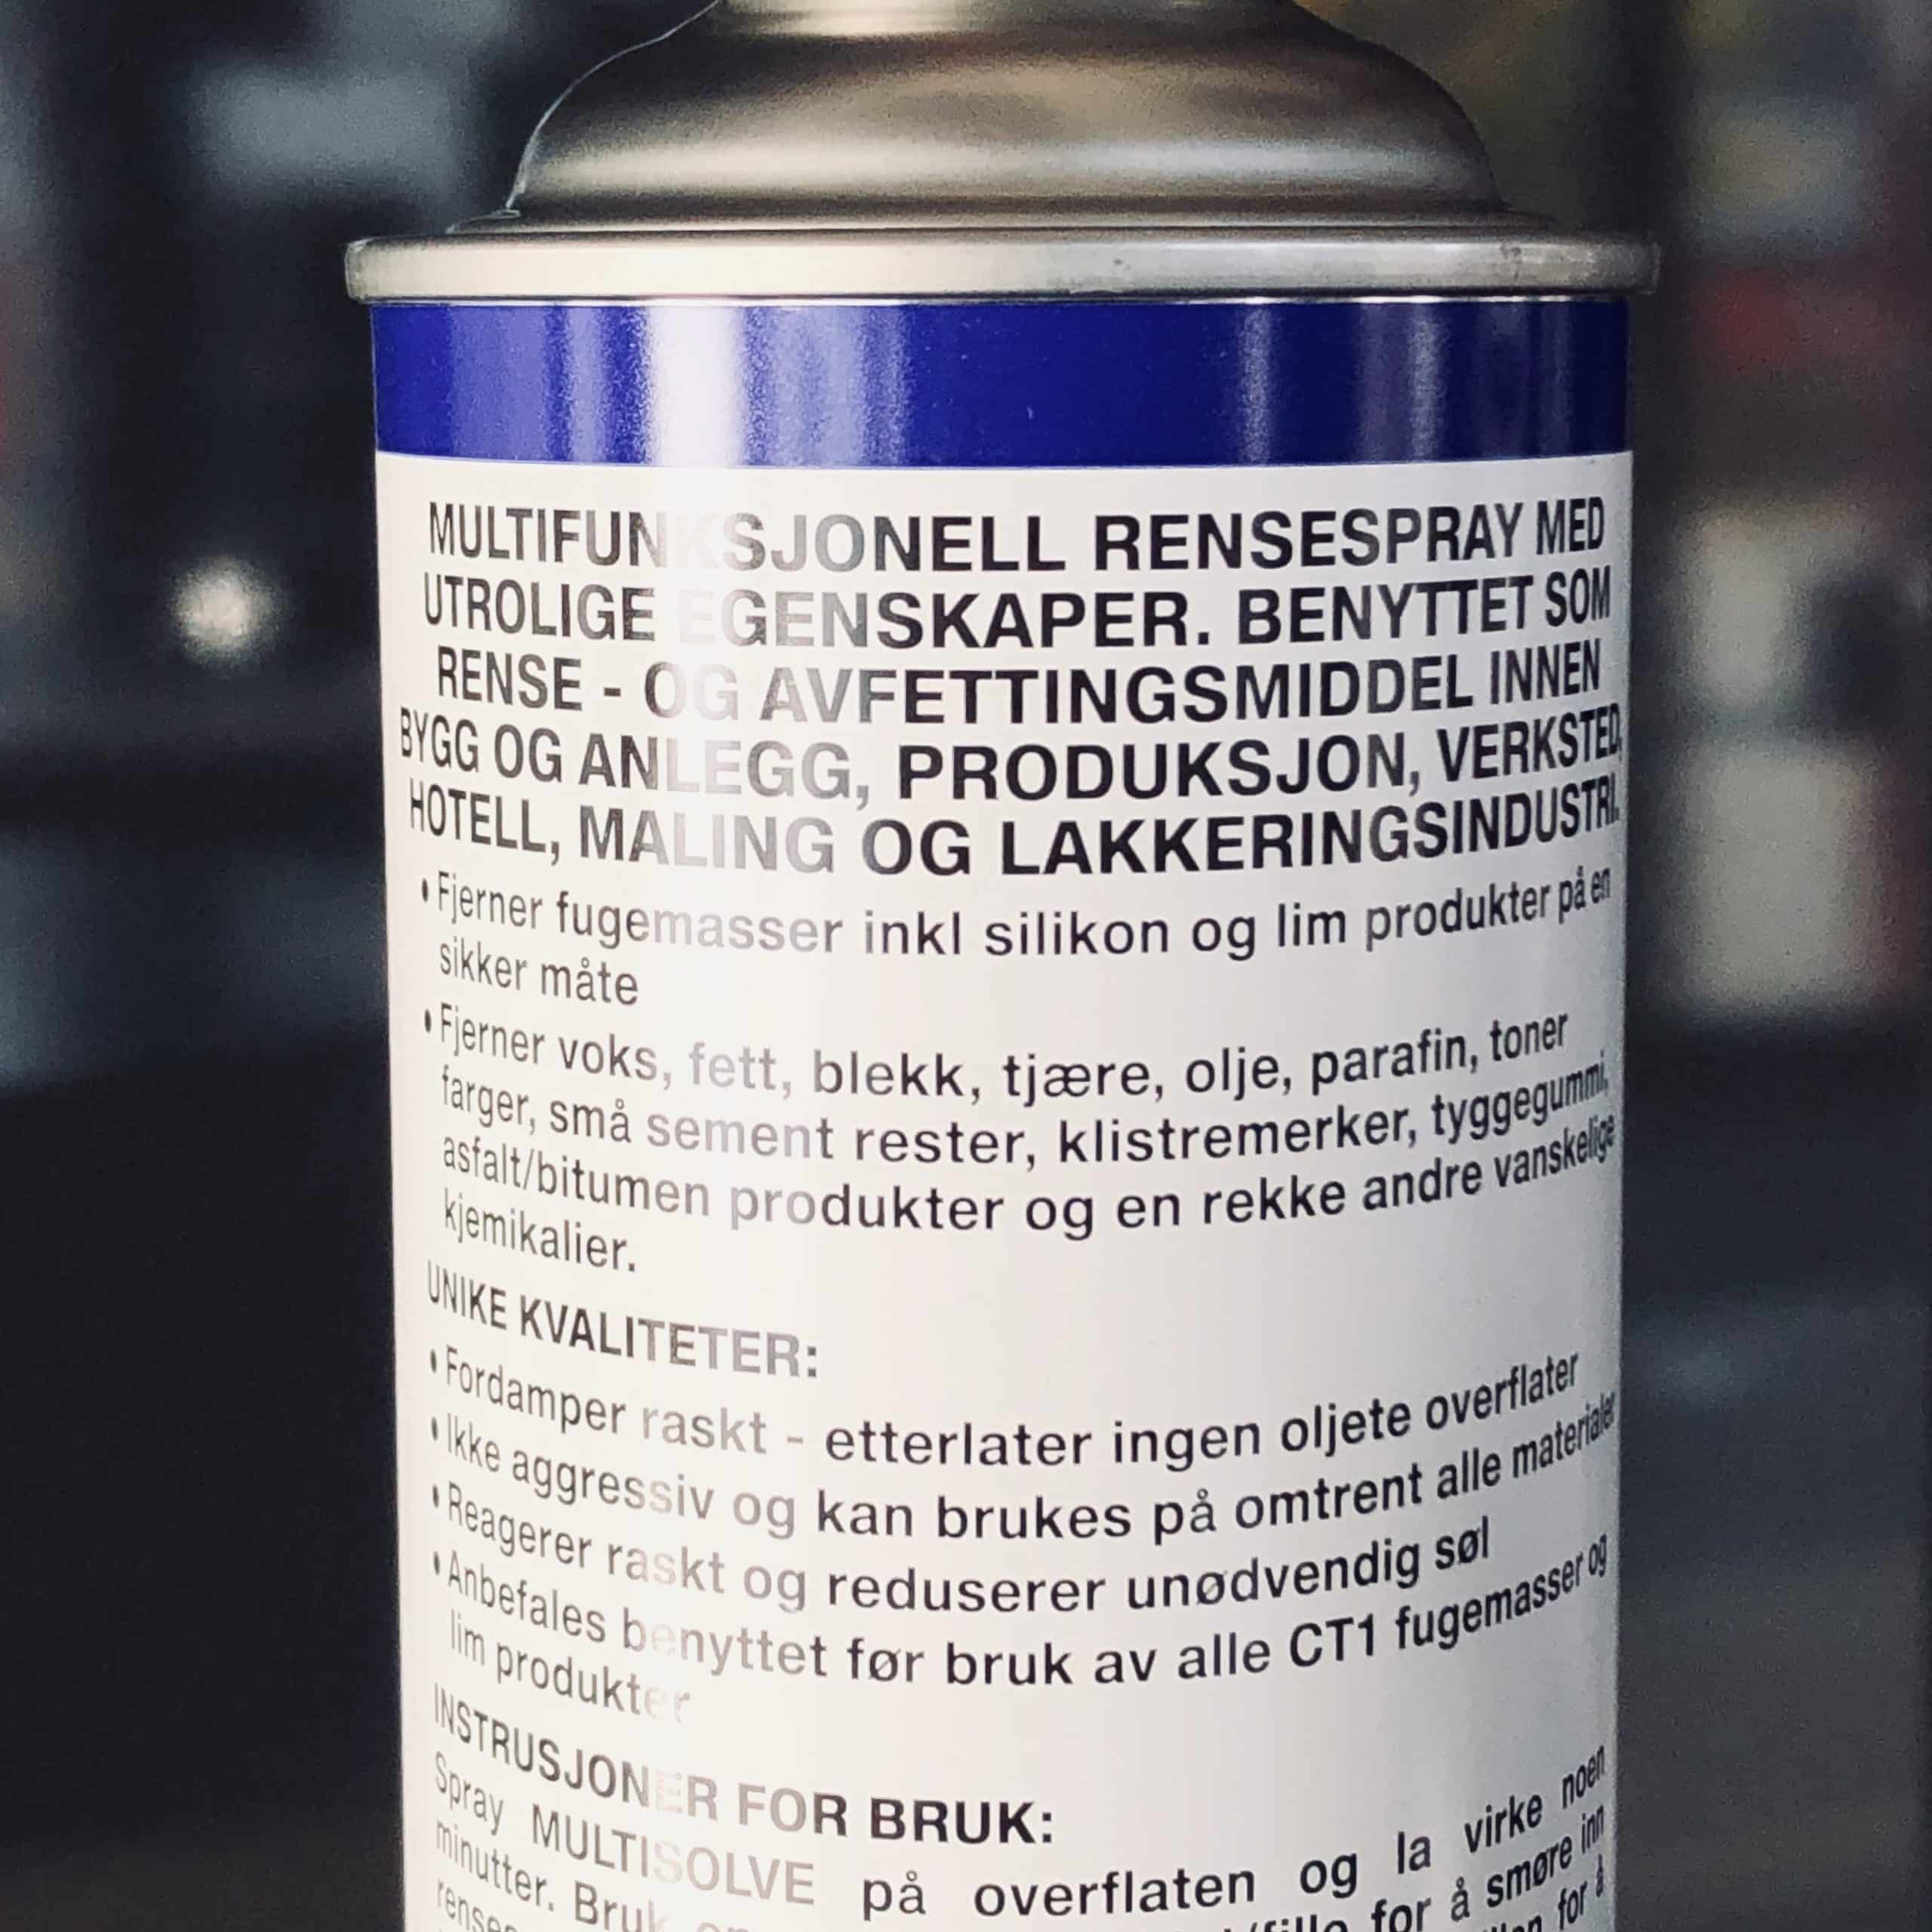 MULTIFUNKSJONELL RENSESPRAY MED
UTROLIGE EGENSKAPER. BENYTTET SOM
RENSE - OG AVFETTINGSMIDDEL INNEN
BYGG OG ANLEGG, PRODUKSJON, VERKSTED,
HOTELL, MALING OG LAKKERINGSINDUSTRI.
• Fjerner fugemasser inkl silikon og lim produkter på en
sikker måte
• Fjerner voks, fett, blekk, tjære, olje, parafin, toner
farger, små sement rester, klistremerker, tyggegummi,
asfalt/bitumen produkter og en rekke andre vanskelige
kjemikalier.
UNIKE KVALITETER:
• Fordamper raskt - etterlater ingen oljete overflater
• Ikke aggressiv og kan brukes på omtrent alle materialer
• Reagerer raskt og reduserer unødvendig søl
• Anbefales benyttet før bruk av alle CT1 fugemasser og
lim produkter
INSTRUSJONER FOR BRUK:
Spray MULTISOLVE på overflaten og la virke noen
minutter. Bruk for å smøre inn
for å